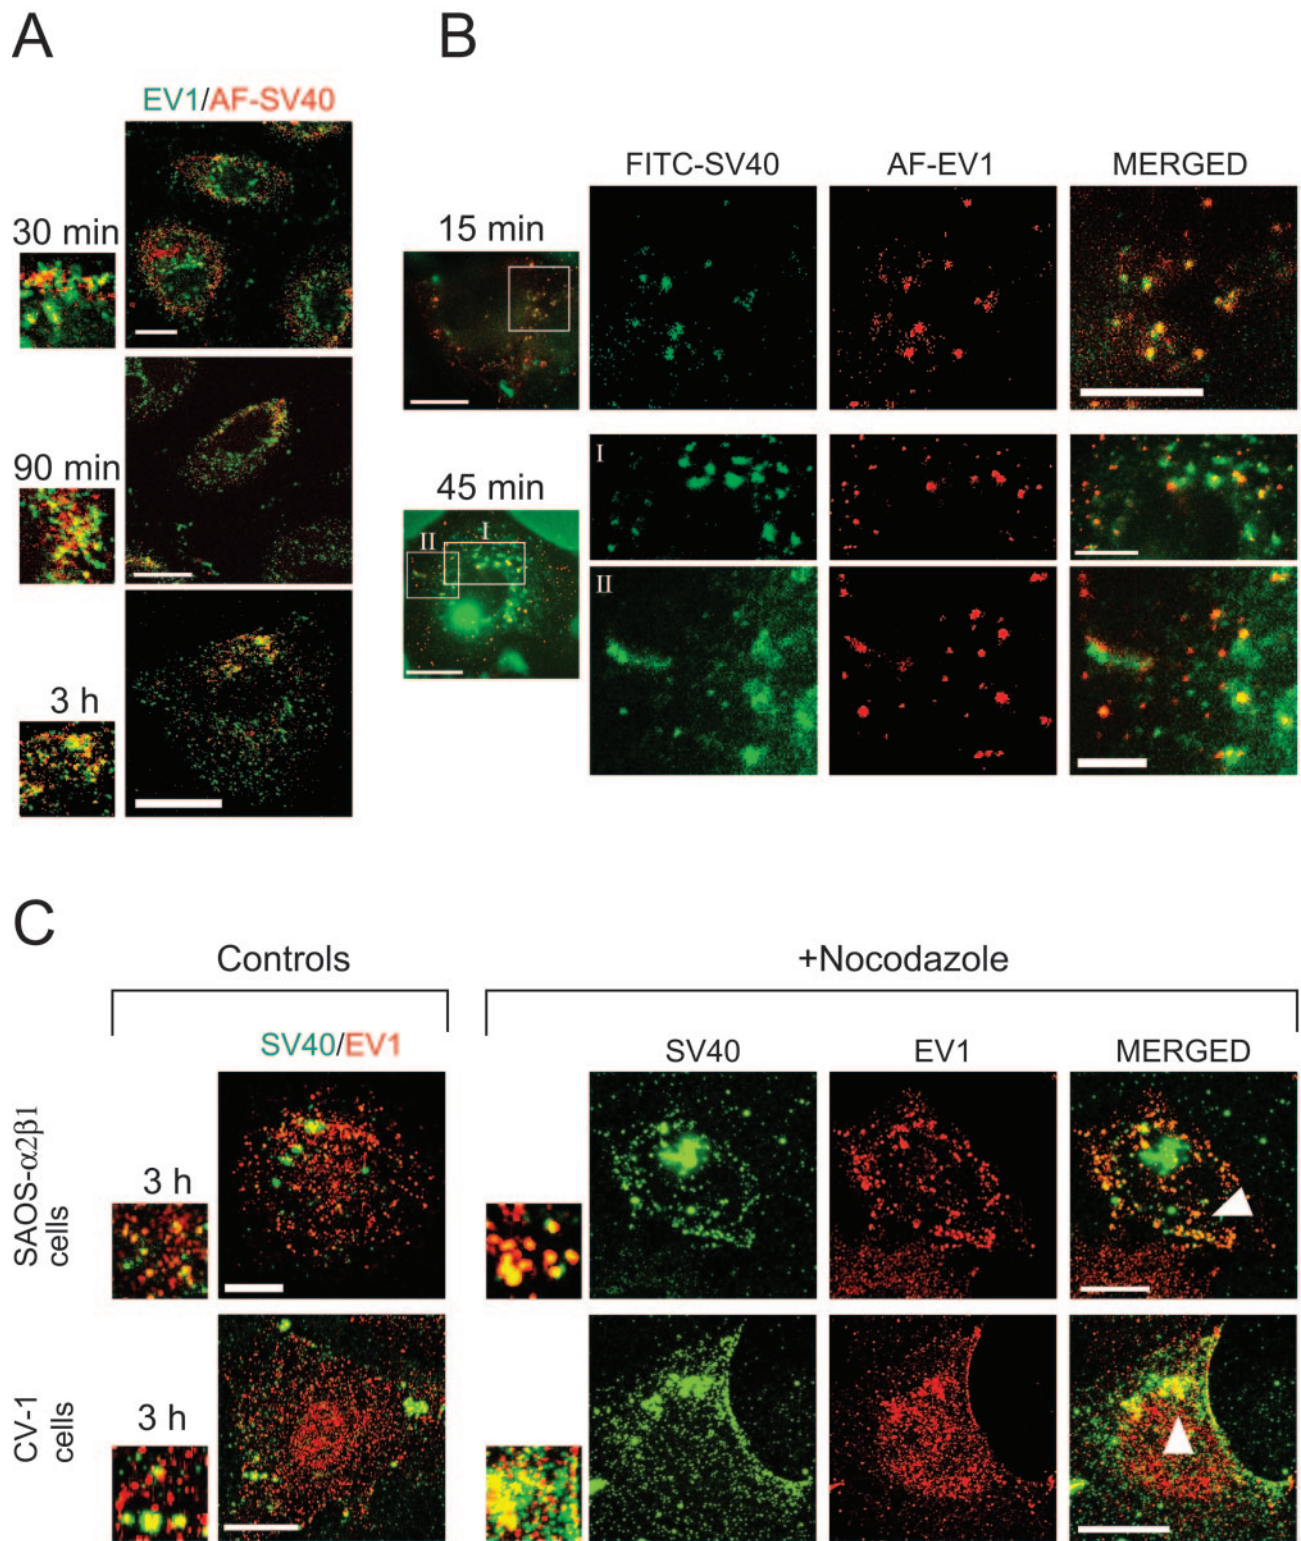 A
B
EV1/AF-SV40
FITC-SV40
AF-EV1
MERGED
30 min
15 min
90 min
45 min
I
II
I
II
3 h
C
Controls
+Nocodazole
SV40/EV1
SV40
EV1
MERGED
SAOS-α2β1
cells
3 h
CV-1
cells
3 h